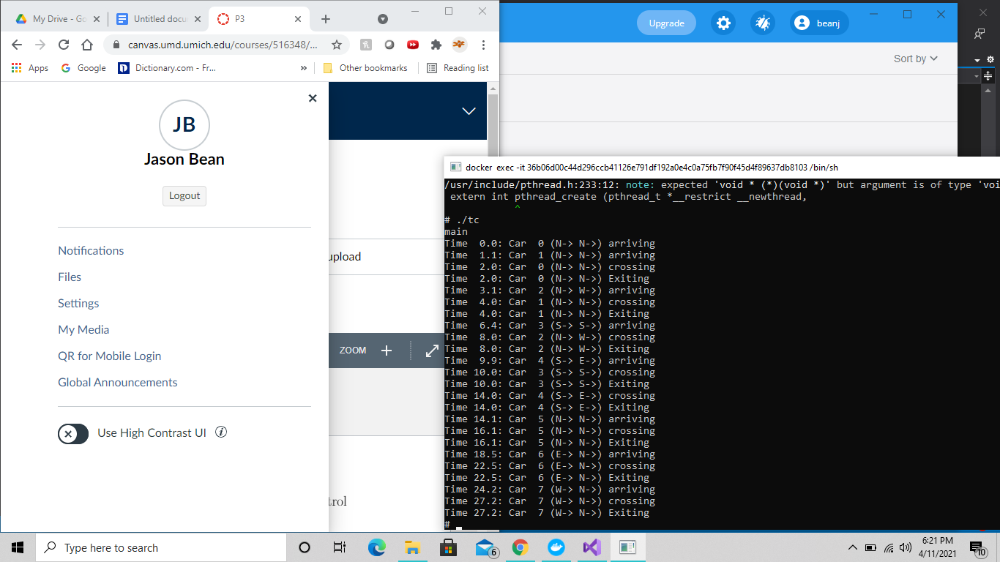 My Drive - Go
Untitled docu
P3
canvas.umd.umich.edu/courses/516348/...
Apps
Google
Dictionary.com - Fr...
»
Other bookmarks
Reading list
JB
Jason Bean
Logout
Notifications
Files
Settings
My Media
QR for Mobile Login
Global Announcements
Use High Contrast UI
upload
ZOOM
trol
Upgrade
beanj
Sort by
docker exec -it 36b06d00c44d296ccb41126e791df192a0e4c0a75fb7f90f45d4f89637db8103 /bin/sh
/usr/include/pthread.h:233:12: note: expected 'void * (*)(void *)' but argument is of type 'voi
extern int pthread_create (pthread_t *__restrict __newthread,
^
# ./tc
main
Time  0.0: Car  0 (N-> N->) arriving
Time  1.1: Car  1 (N-> N->) arriving
Time  2.0: Car  0 (N-> N->) crossing
Time  2.0: Car  0 (N-> N->) Exiting
Time  3.1: Car  2 (N-> W->) arriving
Time  4.0: Car  1 (N-> N->) crossing
Time  4.0: Car  1 (N-> N->) Exiting
Time  6.4: Car  3 (S-> S->) arriving
Time  8.0: Car  2 (N-> W->) crossing
Time  8.0: Car  2 (N-> W->) Exiting
Time  9.9: Car  4 (S-> E->) arriving
Time 10.0: Car  3 (S-> S->) crossing
Time 10.0: Car  3 (S-> S->) Exiting
Time 14.0: Car  4 (S-> E->) crossing
Time 14.0: Car  4 (S-> E->) Exiting
Time 14.1: Car  5 (N-> N->) arriving
Time 16.1: Car  5 (N-> N->) crossing
Time 16.1: Car  5 (N-> N->) Exiting
Time 18.5: Car  6 (E-> N->) arriving
Time 22.5: Car  6 (E-> N->) crossing
Time 22.5: Car  6 (E-> N->) Exiting
Time 24.2: Car  7 (W-> N->) arriving
Time 27.2: Car  7 (W-> N->) crossing
Time 27.2: Car  7 (W-> N->) Exiting
#
Type here to search
6
6:21 PM
4/11/2021
10